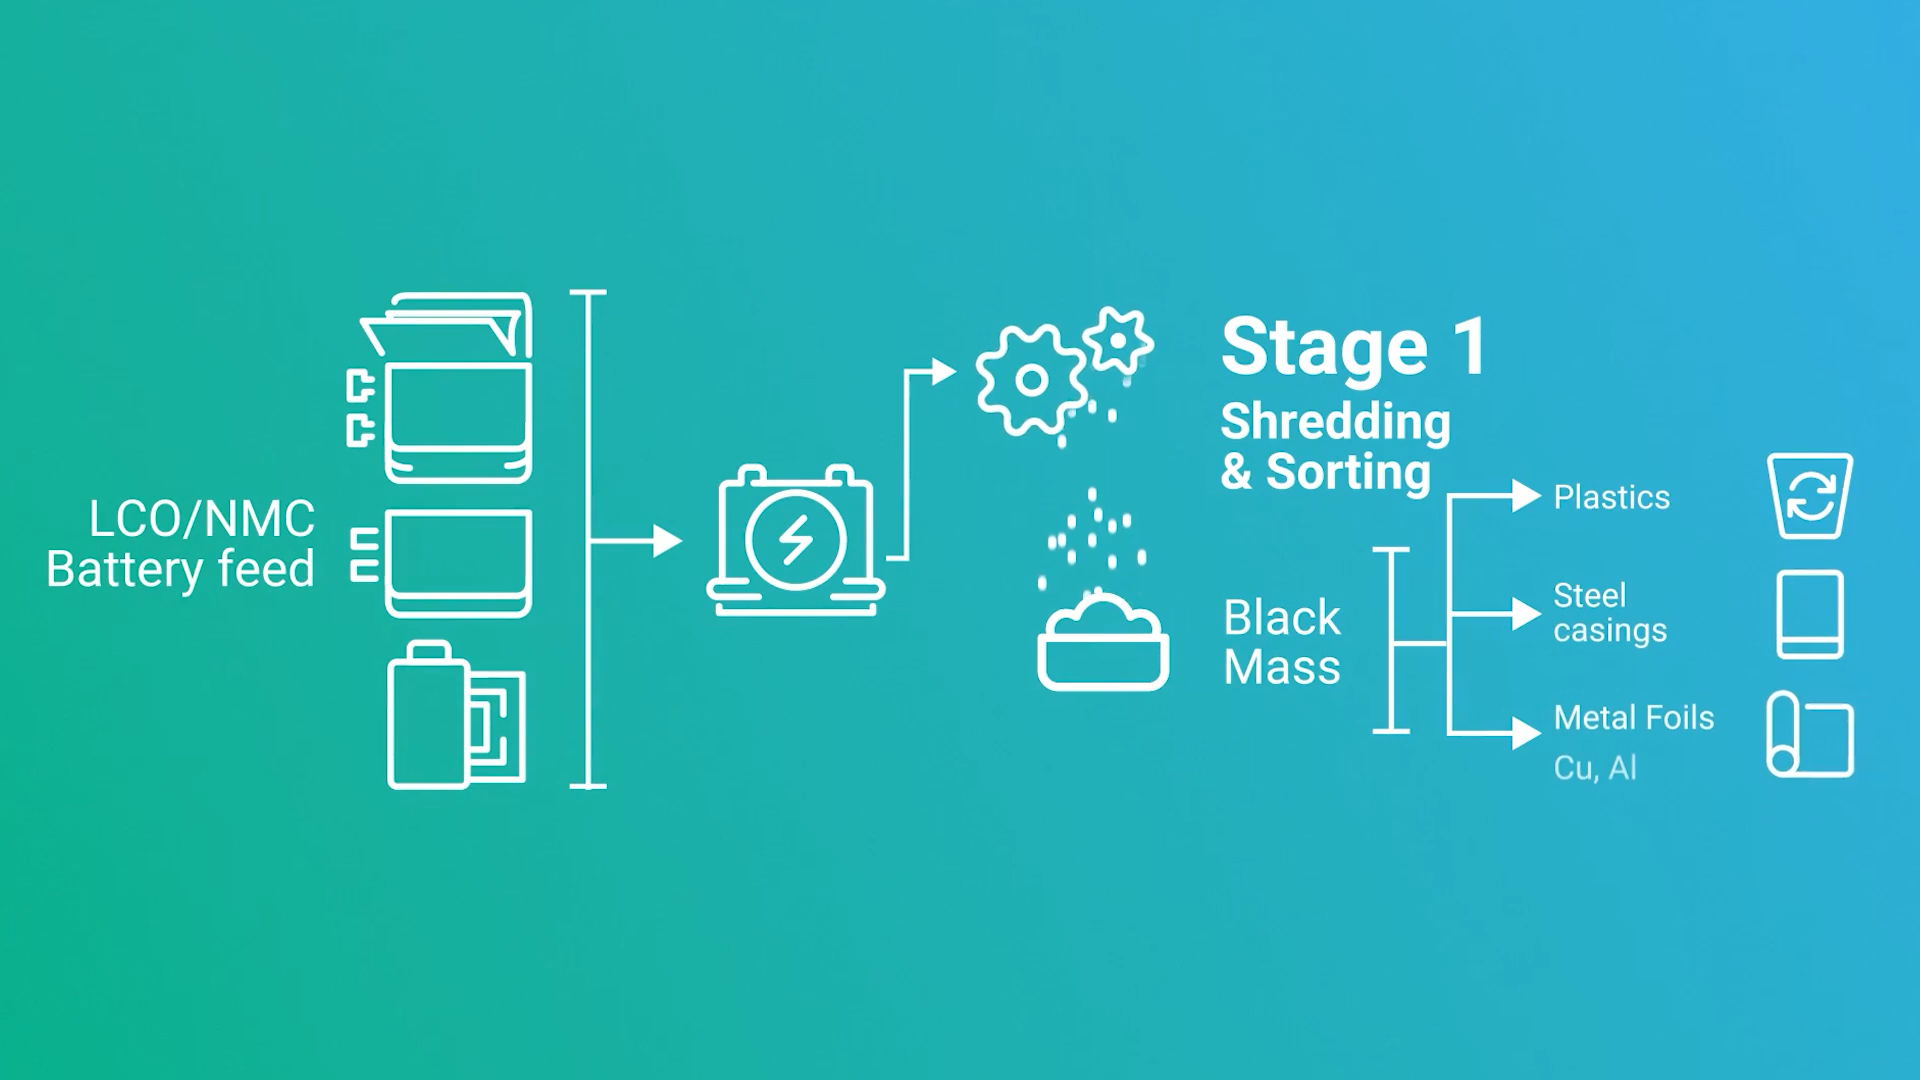 LCO/NMC
Battery feed
Stage 1
Shredding
& Sorting
Black
Mass
Plastics
Steel
casings
Metal Foils
Cu, Al